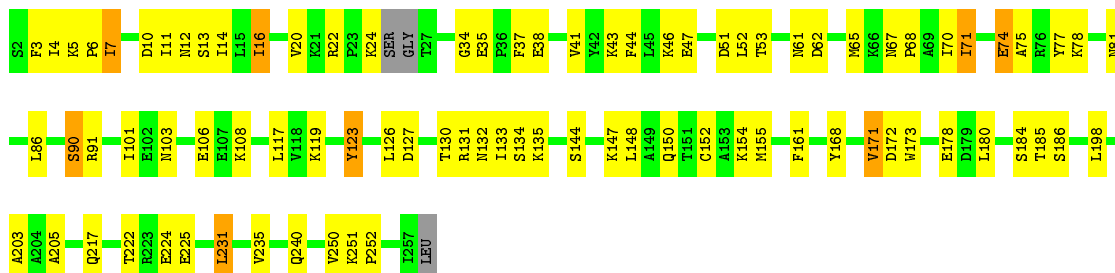 S2 F3 I4 K5 P6 I7 D10 I11 N12 S13 I14 L15 I16 V20 K21 R22 P23 K24 SER GLY T27 G34 E35 P36 F37 E38 V41 Y42 K43 F44 L45 K46 E47 D51 L52 T53 N61 D62 M65 K66 N67 P68 A69 I70 I71 E74 A75 R76 Y77 K78 N81
L86 S90 R91 I101 E102 N103 E106 E107 K108 L117 V118 K119 Y123 L126 D127 T130 R131 N132 I133 S134 K135 S144 K147 L148 A149 Q150 T151 C152 A153 K154 M155 F161 Y168 V171 D172 W173 E178 D179 L180 S184 T185 S186 L198
A203 A204 A205 Q217 T222 R223 E224 E225 L231 V235 Q240 V250 K251 P252 I257 LEU